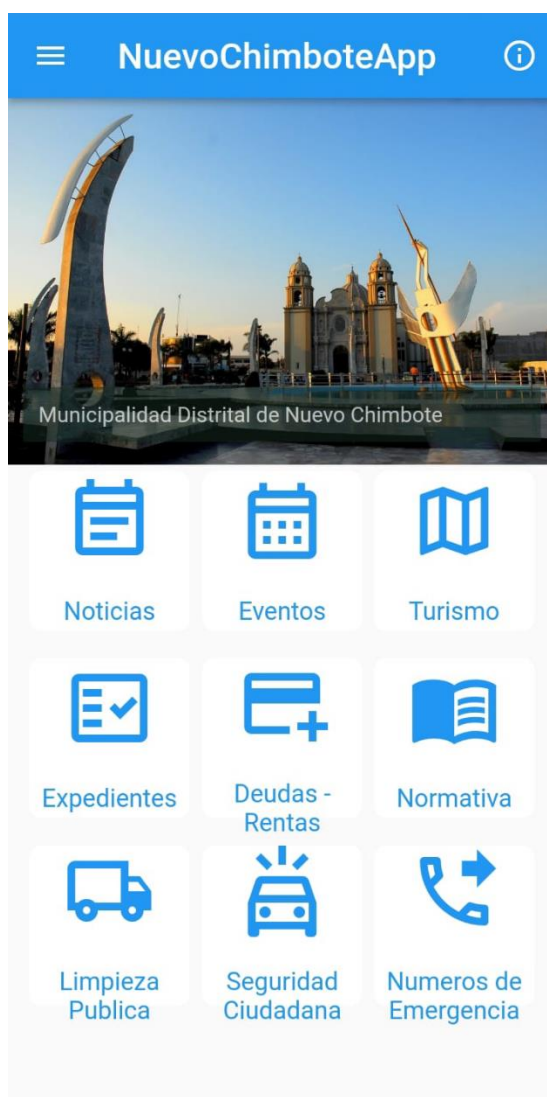 NuevoChimboteApp
Municipalidad Distrital de Nuevo Chimbote
Noticias
Eventos
Turismo
Expedientes
Deudas -
Rentas
Normativa
Limpieza
Publica
Seguridad
Ciudadana
Numeros de
Emergencia